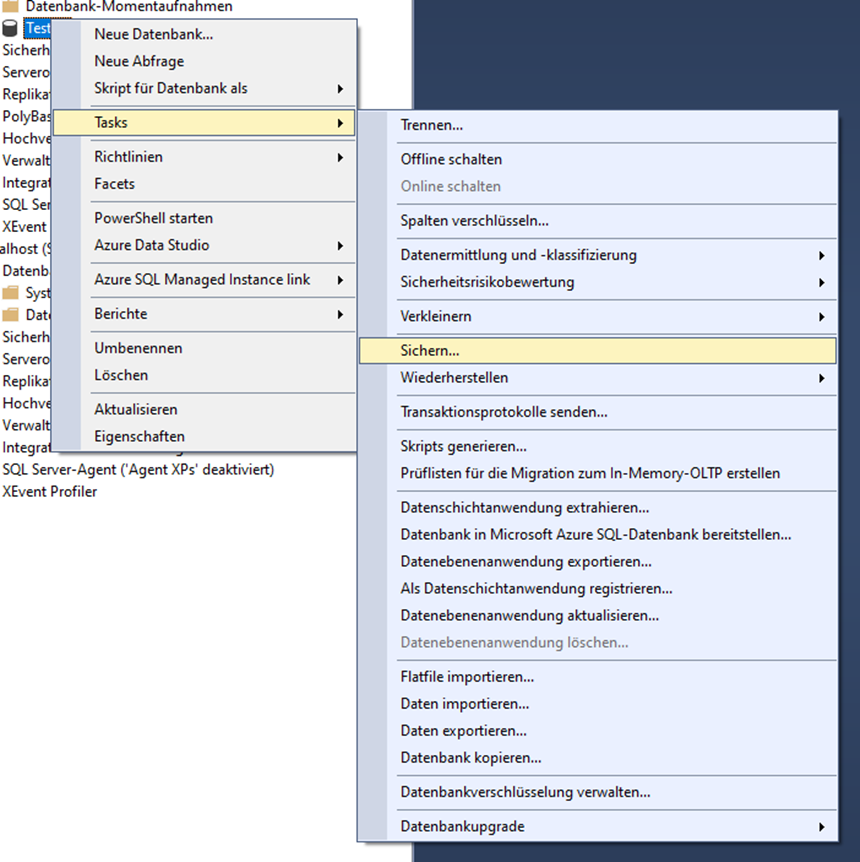 Datenbank-Momentaufnahmen
Test
Sicherh
Servero
Replikat
PolyBas
Hochve
Verwalt
Integrat
SQL Ser
XEvent
alhost (S
Datenb
Syst
Date
Sicherh
Servero
Replikat
Hochve
Verwalt
Integrat
SQL Server-Agent ('Agent XPs' deaktiviert)
XEvent Profiler
Neue Datenbank...
Neue Abfrage
Skript für Datenbank als
Tasks
Richtlinien
Facets
PowerShell starten
Azure Data Studio
Azure SQL Managed Instance link
Berichte
Umbenennen
Löschen
Aktualisieren
Eigenschaften
Trennen...
Offline schalten
Online schalten
Spalten verschlüsseln...
Datenermittlung und -klassifizierung
Sicherheitsrisikobewertung
Verkleinern
Sichern...
Wiederherstellen
Transaktionsprotokolle senden...
Skripts generieren...
Prüflisten für die Migration zum In-Memory-OLTP erstellen
Datenschichtanwendung extrahieren...
Datenbank in Microsoft Azure SQL-Datenbank bereitstellen...
Datenebenenanwendung exportieren...
Als Datenschichtanwendung registrieren...
Datenebenenanwendung aktualisieren...
Datenebenenanwendung löschen...
Flatfile importieren...
Daten importieren...
Daten exportieren...
Datenbank kopieren...
Datenbankverschlüsselung verwalten...
Datenbankupgrade